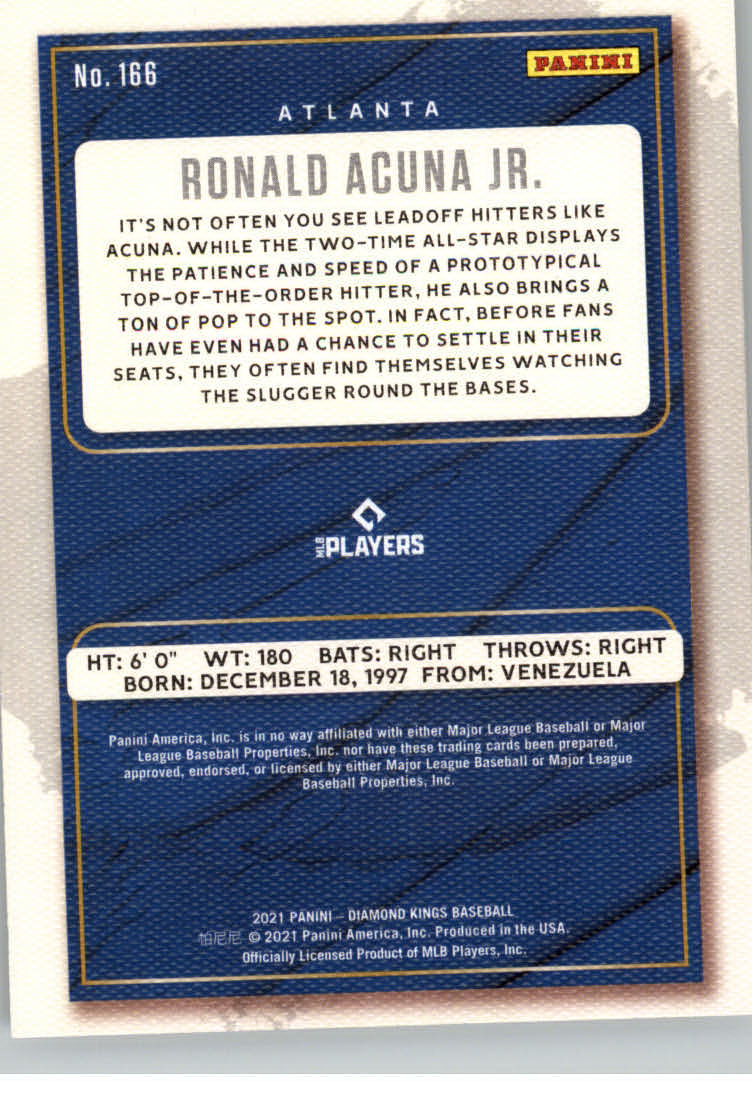 No. 166
PANINI
ATLANTA
RONALD ACUNA JR.
IT'S NOT OFTEN YOU SEE LEADOFF HITTERS LIKE
ACUNA. WHILE THE TWO-TIME ALL-STAR DISPLAYS
THE PATIENCE AND SPEED OF A PROTOTYPICAL
TOP-OF-THE-ORDER HITTER, HE ALSO BRINGS A
TON OF POP TO THE SPOT. IN FACT, BEFORE FANS
HAVE EVEN HAD A CHANCE TO SETTLE IN THEIR
SEATS, THEY OFTEN FIND THEMSELVES WATCHING
THE SLUGGER ROUND THE BASES.
MLB PLAYERS
HT: 6' 0" WT: 180 BATS: RIGHT THROWS: RIGHT
BORN: DECEMBER 18, 1997 FROM: VENEZUELA
Panini America, Inc. is in no way affiliated with either Major League Baseball or Major
League Baseball Properties, Inc. nor have these trading cards been prepared,
approved, endorsed, or licensed by either Major League Baseball or Major League
Baseball Properties, Inc.
2021 PANINI – DIAMOND KINGS BASEBALL
帕尼尼 © 2021 Panini America, Inc. Produced in the USA.
Officially Licensed Product of MLB Players, Inc.